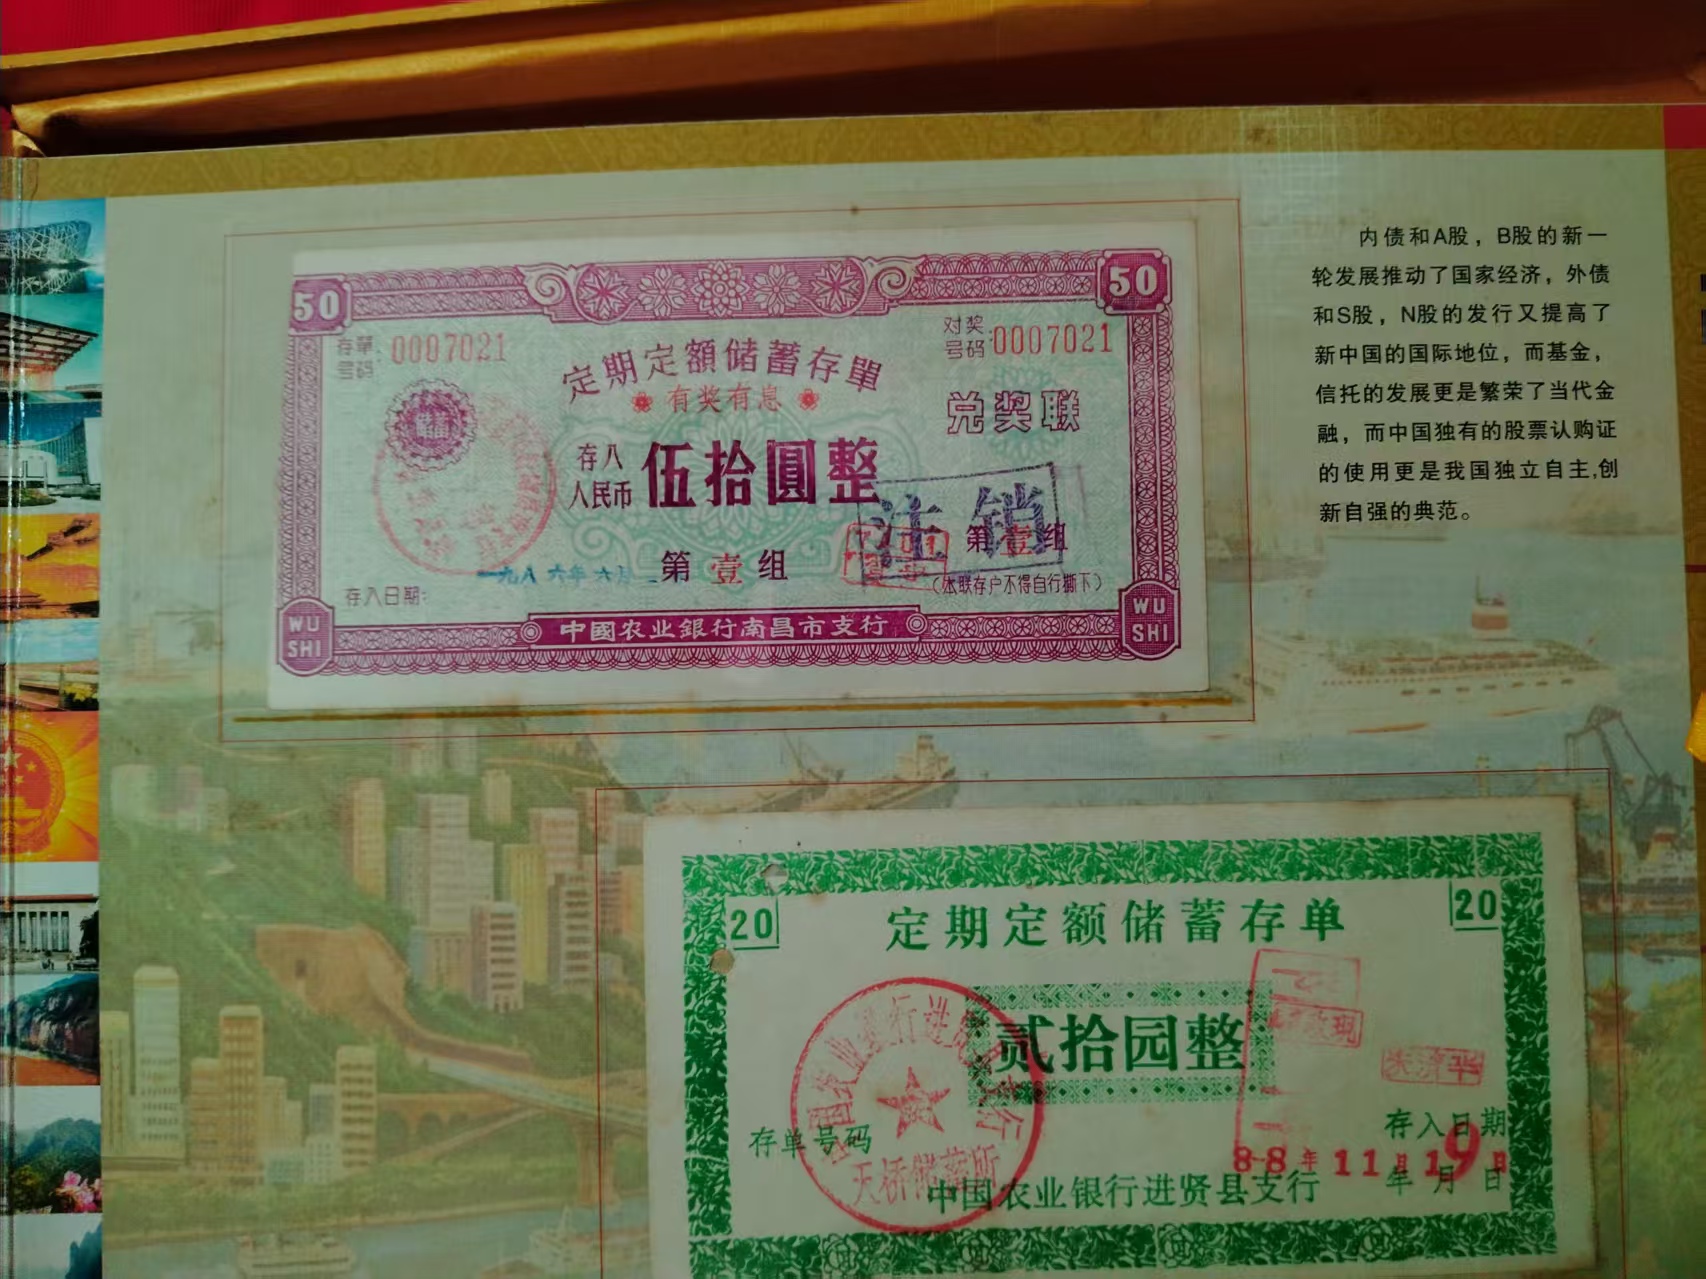 50
50
存單号码: 0007021
对奖号码: 0007021
定期定额储蓄存單
有奖有息
兑奖联
储蓄
存入人民币 伍拾圓整
注销
第壹组
第壹组
一九八六年六月
存入日期:
(本联存户不得自行撕下)
WU SHI
中國农业銀行南昌市支行
WU SHI
内债和A股，B股的新一
轮发展推动了国家经济，外债
和S股，N股的发行又提高了
新中国的国际地位，而基金，
信托的发展更是繁荣了当代金
融，而中国独有的股票认购证
的使用更是我国独立自主,创
新自强的典范。
20
定期定额储蓄存单
20
贰拾园整
天桥储蓄所
存单号码
存入日期
88年11月19日
年 月 日
中国农业银行进贤县支行